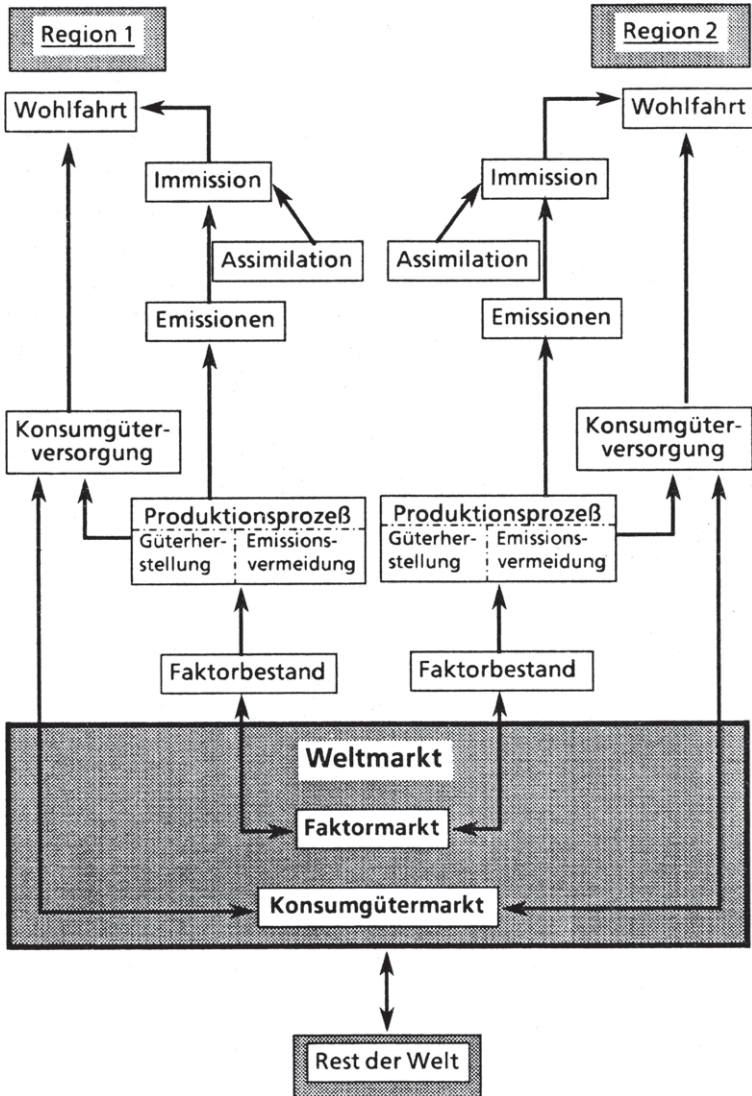 Region 1
Region 2
Wohlfahrt
Wohlfahrt
Immission
Immission
Assimilation
Assimilation
Emissionen
Emissionen
Konsumgüter-
versorgung
Konsumgüter-
versorgung
Produktionsprozeß
Güterher-
stellung
Emissions-
vermeidung
Produktionsprozeß
Güterher-
stellung
Emissions-
vermeidung
Faktorbestand
Faktorbestand
Weltmarkt
Faktormarkt
Konsumgütermarkt
Rest der Welt